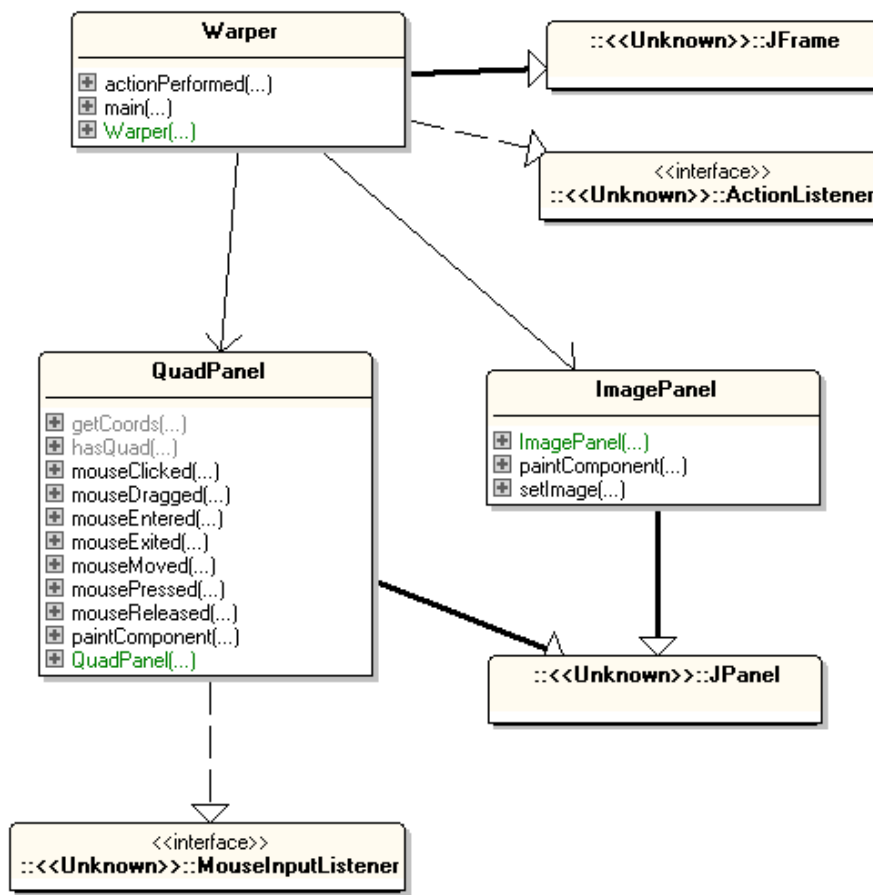 Warper
actionPerformed(...)
main(...)
Warper(...)
::<<Unknown>>::JFrame
<<interface>>
::<<Unknown>>::ActionListener
QuadPanel
getCoords(...)
hasQuad(...)
mouseClicked(...)
mouseDragged(...)
mouseEntered(...)
mouseExited(...)
mouseMoved(...)
mousePressed(...)
mouseReleased(...)
paintComponent(...)
QuadPanel(...)
ImagePanel
ImagePanel(...)
paintComponent(...)
setImage(...)
::<<Unknown>>::JPanel
<<interface>>
::<<Unknown>>::MouseInputListener